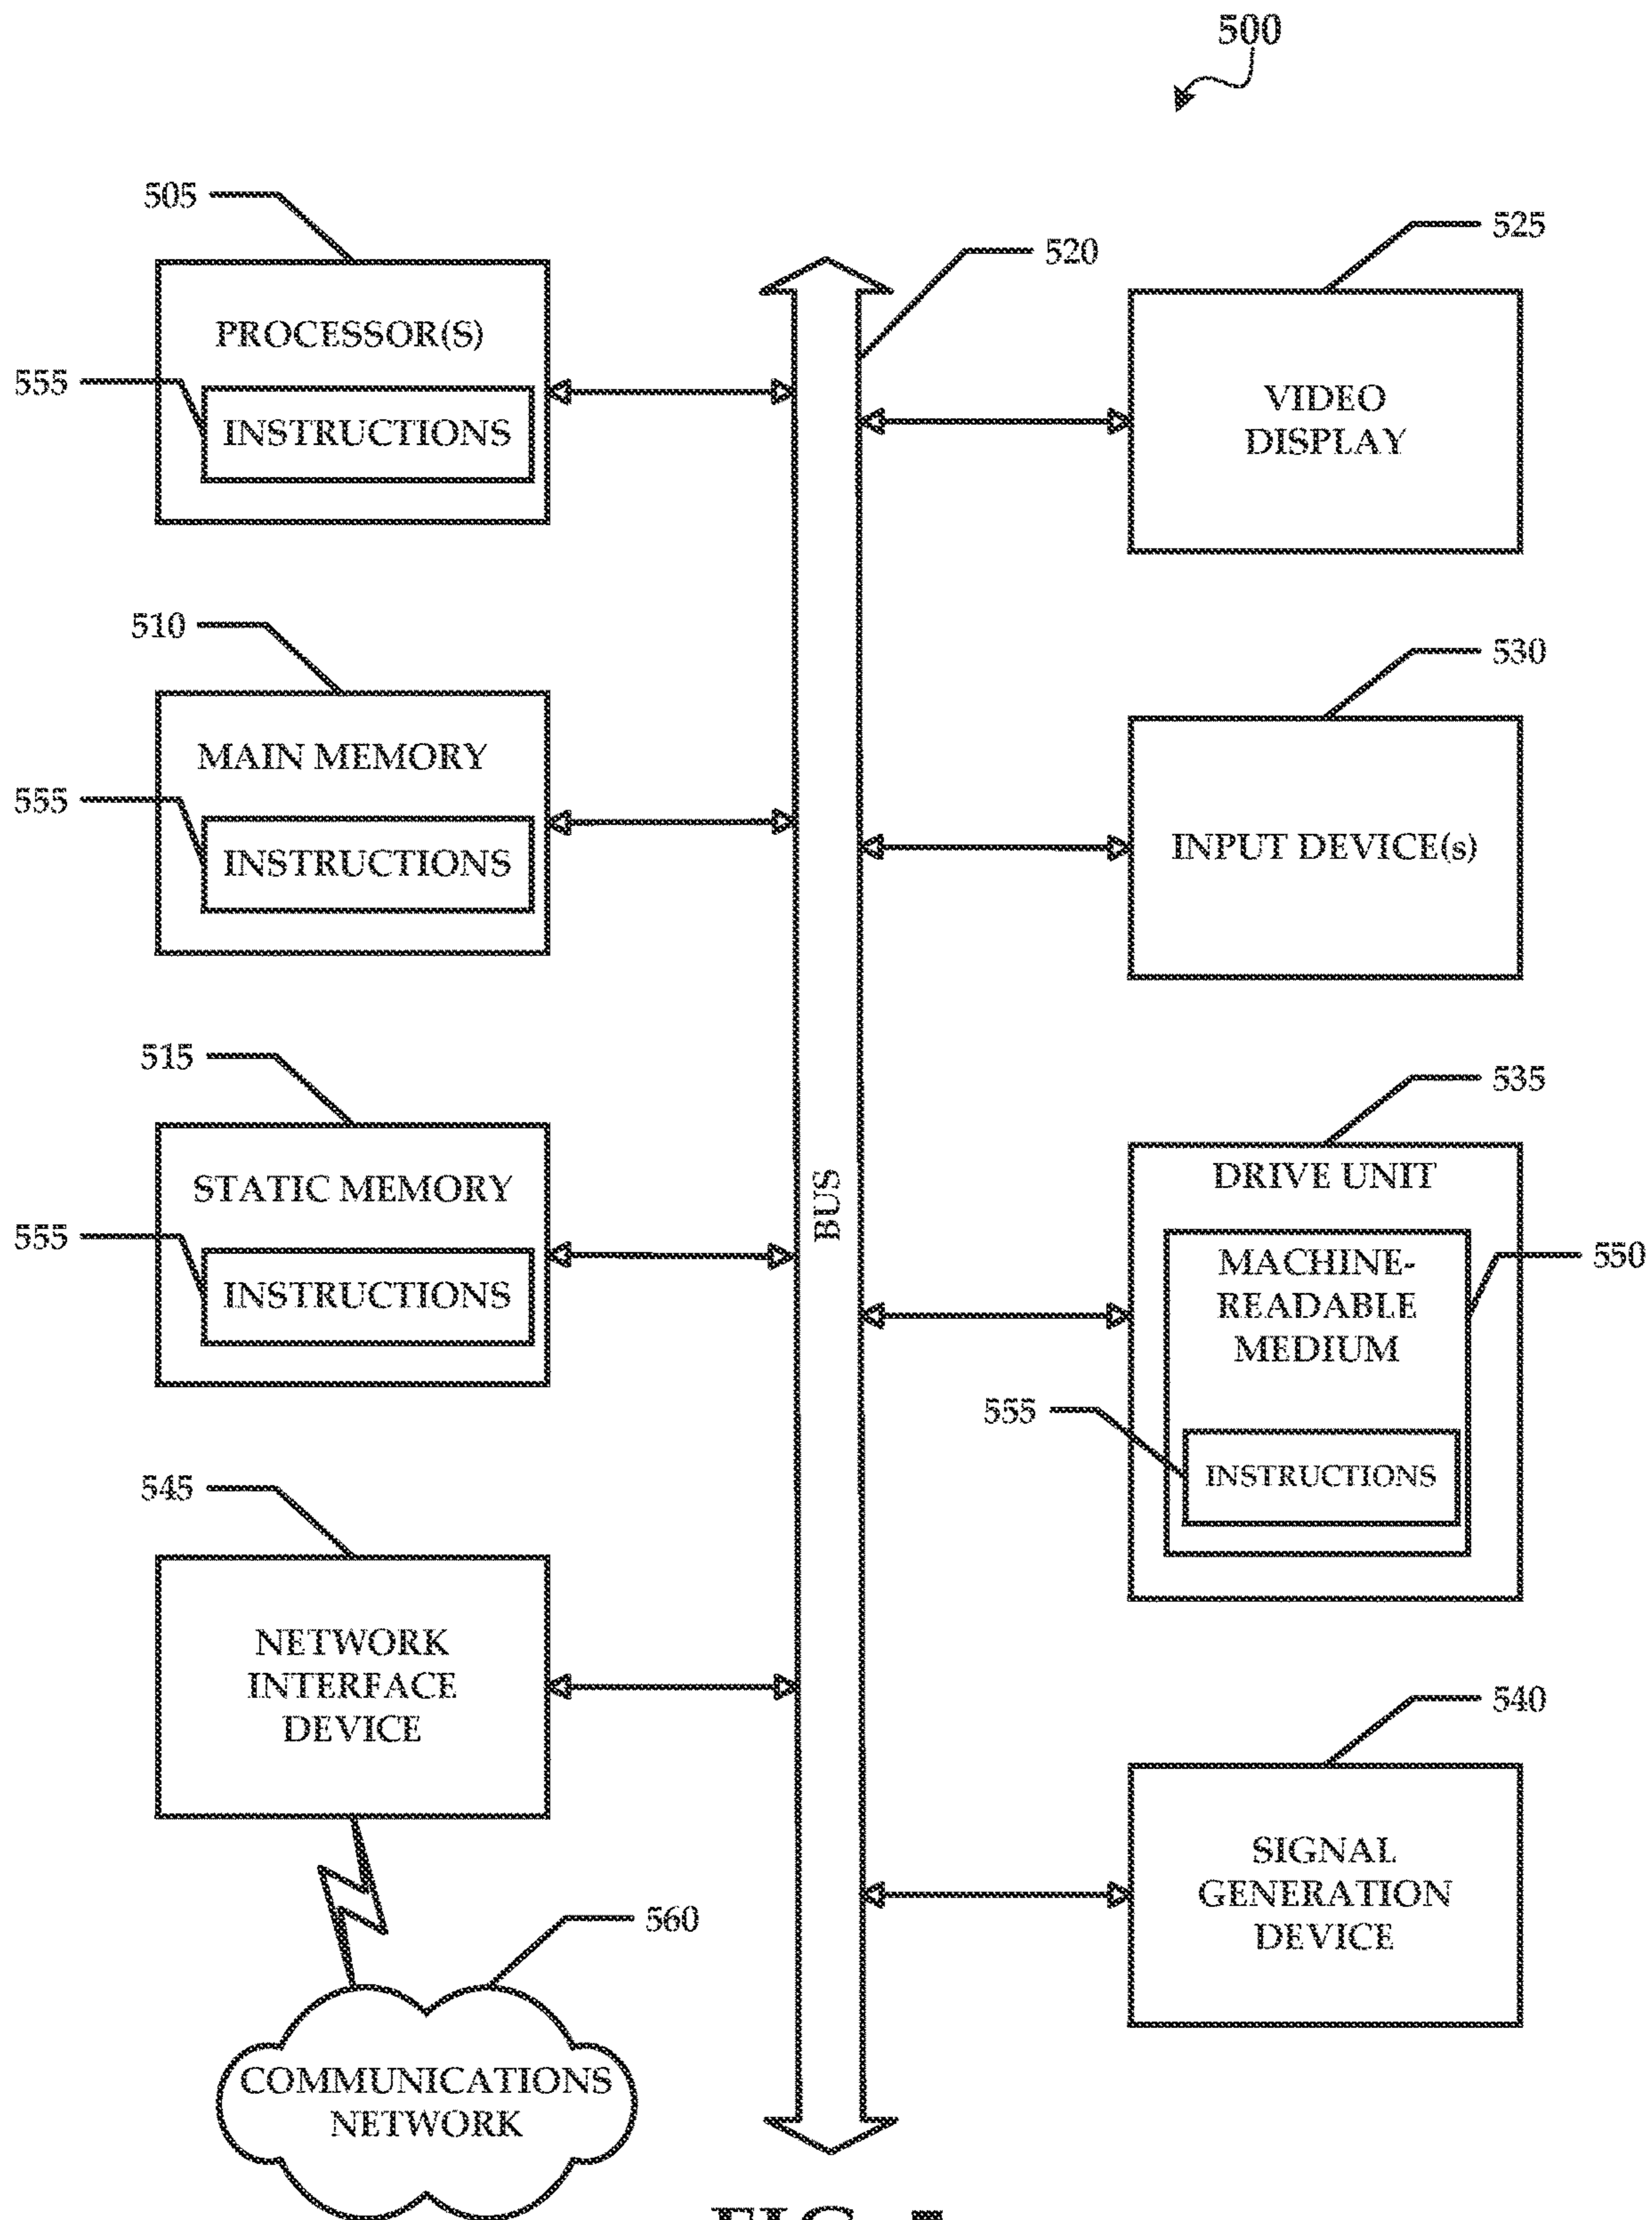 500
505
PROCESSOR(S)
555
INSTRUCTIONS
520
525
VIDEO
DISPLAY
510
MAIN MEMORY
555
INSTRUCTIONS
530
INPUT DEVICE(s)
515
STATIC MEMORY
555
INSTRUCTIONS
BUS
535
DRIVE UNIT
MACHINE-
READABLE
MEDIUM
550
555
INSTRUCTIONS
545
NETWORK
INTERFACE
DEVICE
540
SIGNAL
GENERATION
DEVICE
560
COMMUNICATIONS
NETWORK